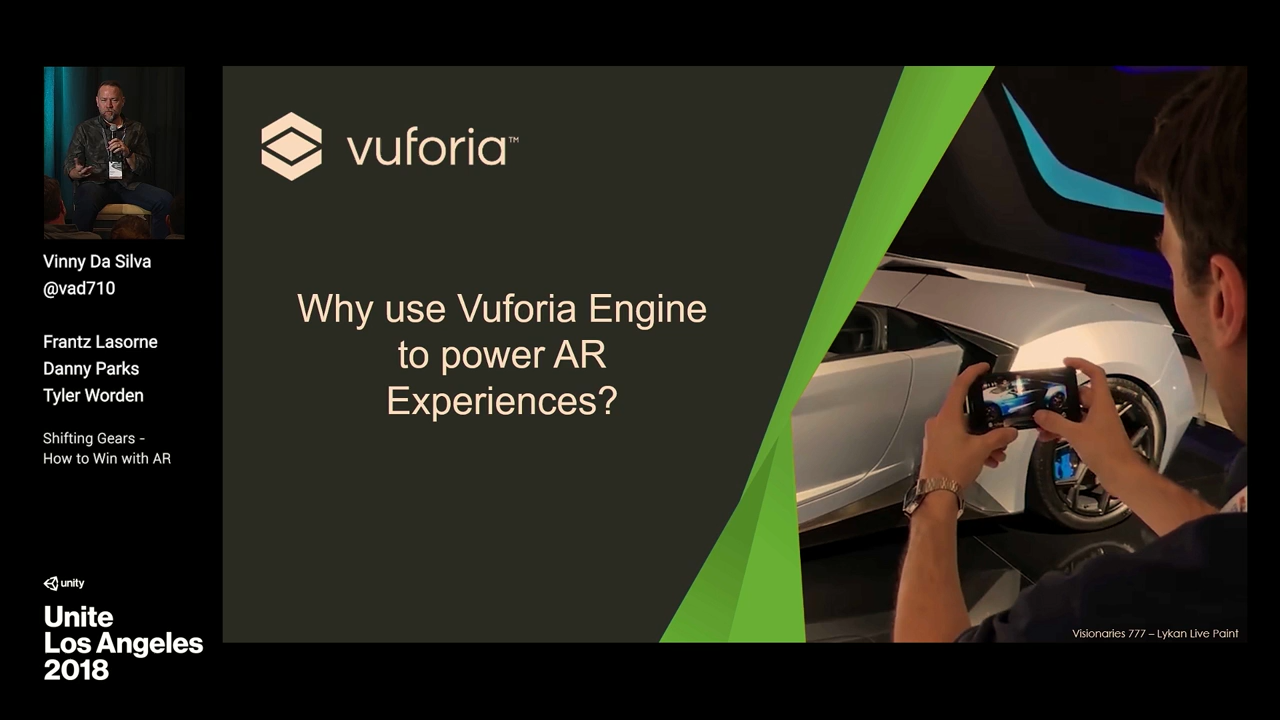 Vinny Da Silva
@vad710
Frantz Lasorne
Danny Parks
Tyler Worden
Shifting Gears -
How to Win with AR
unity
Unite
Los Angeles
2018
vuforia™
Why use Vuforia Engine
to power AR
Experiences?
Visionaries 777 – Lykan Live Paint